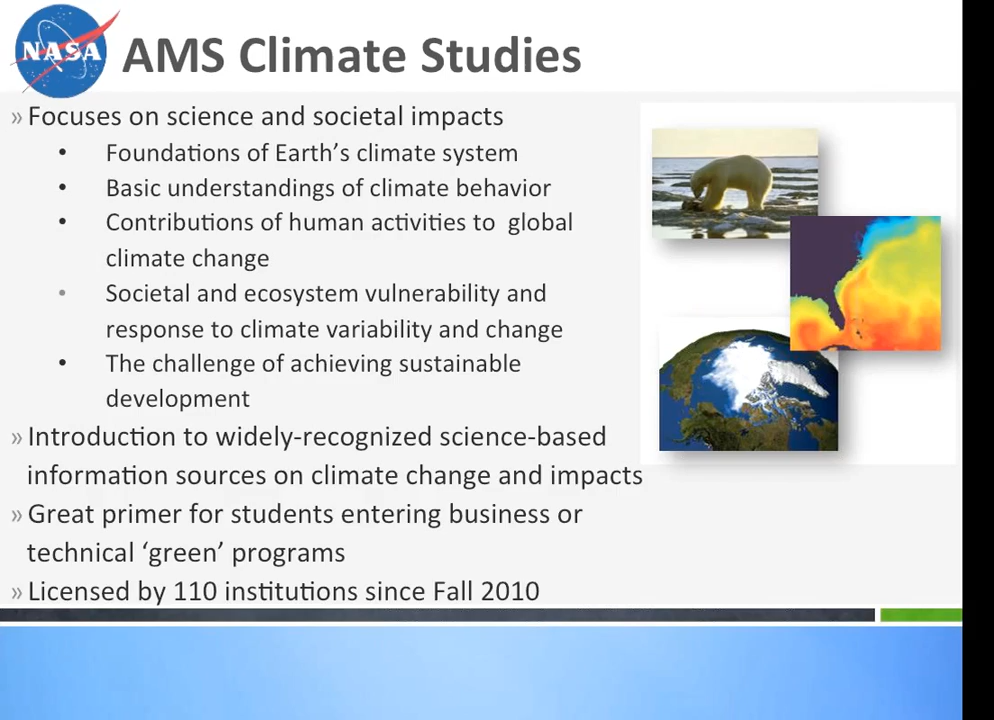 NASA
AMS Climate Studies
» Focuses on science and societal impacts
• Foundations of Earth’s climate system
• Basic understandings of climate behavior
• Contributions of human activities to global
climate change
• Societal and ecosystem vulnerability and
response to climate variability and change
• The challenge of achieving sustainable
development
» Introduction to widely-recognized science-based
information sources on climate change and impacts
» Great primer for students entering business or
technical ‘green’ programs
» Licensed by 110 institutions since Fall 2010